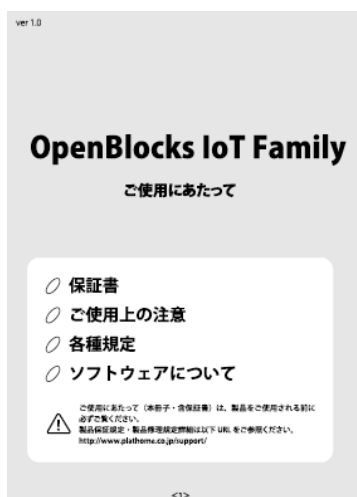 ver 1.0
OpenBlocks IoT Family
ご使用にあたって
保証書
ご使用上の注意
各種規定
ソフトウェアについて
ご使用にあたって（本冊子・含保証書）は、製品をご使用される前に
必ずご覧ください。
製品保証規定・製品修理規定詳細は以下 URL をご参照ください。
http://www.plathome.co.jp/support/
<1>